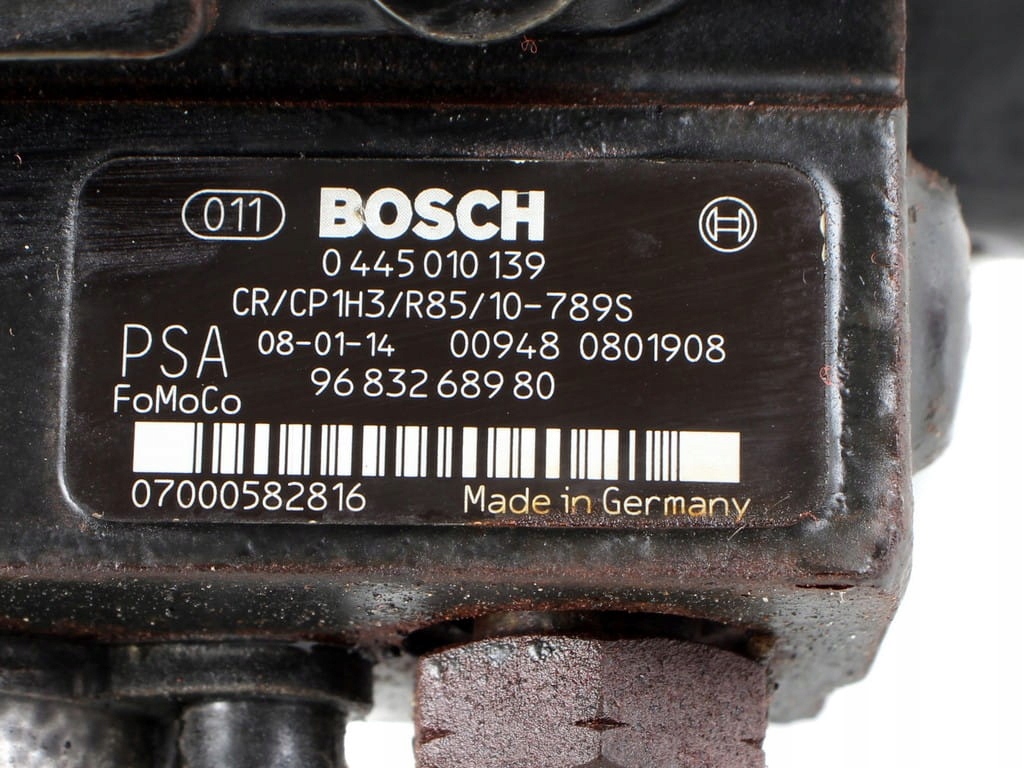 011 BOSCH
0 445 010 139
CR/CP1H3/R85/10-789S
PSA 08-01-14 00948 0801908
FoMoCo 96 832 689 80
07000582816 Made in Germany